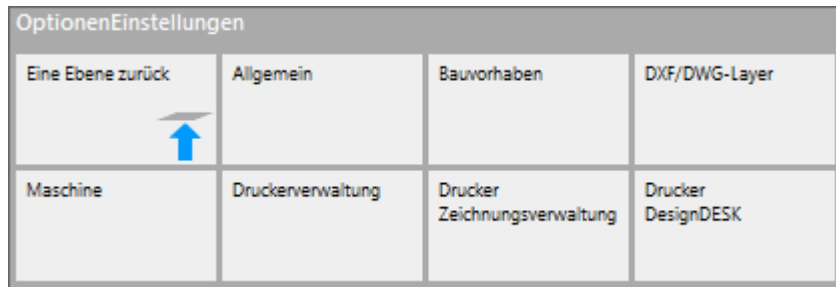 OptionenEinstellungen
Eine Ebene zurück
Allgemein
Bauvorhaben
DXF/DWG-Layer
Maschine
Druckerverwaltung
Drucker
Zeichnungsverwaltung
Drucker
DesignDESK